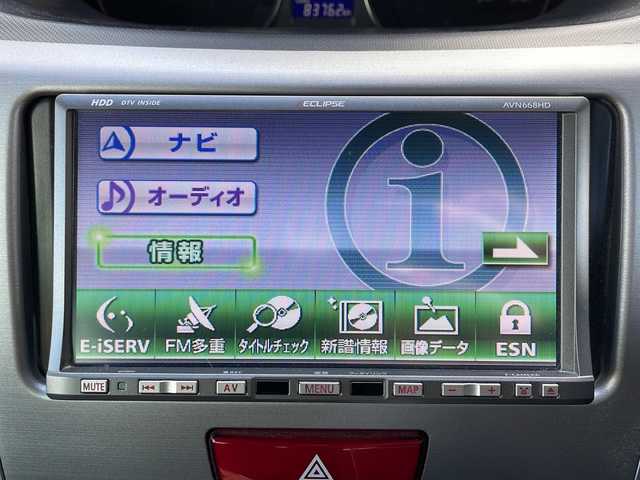 83762 km
HDD DTV INSIDE ECLIPSE AVN668HD
ナビ
オーディオ
情報
E-iSERV FM多重 タイトルチェック 新譜情報 画像データ ESN
MUTE AV MENU MAP